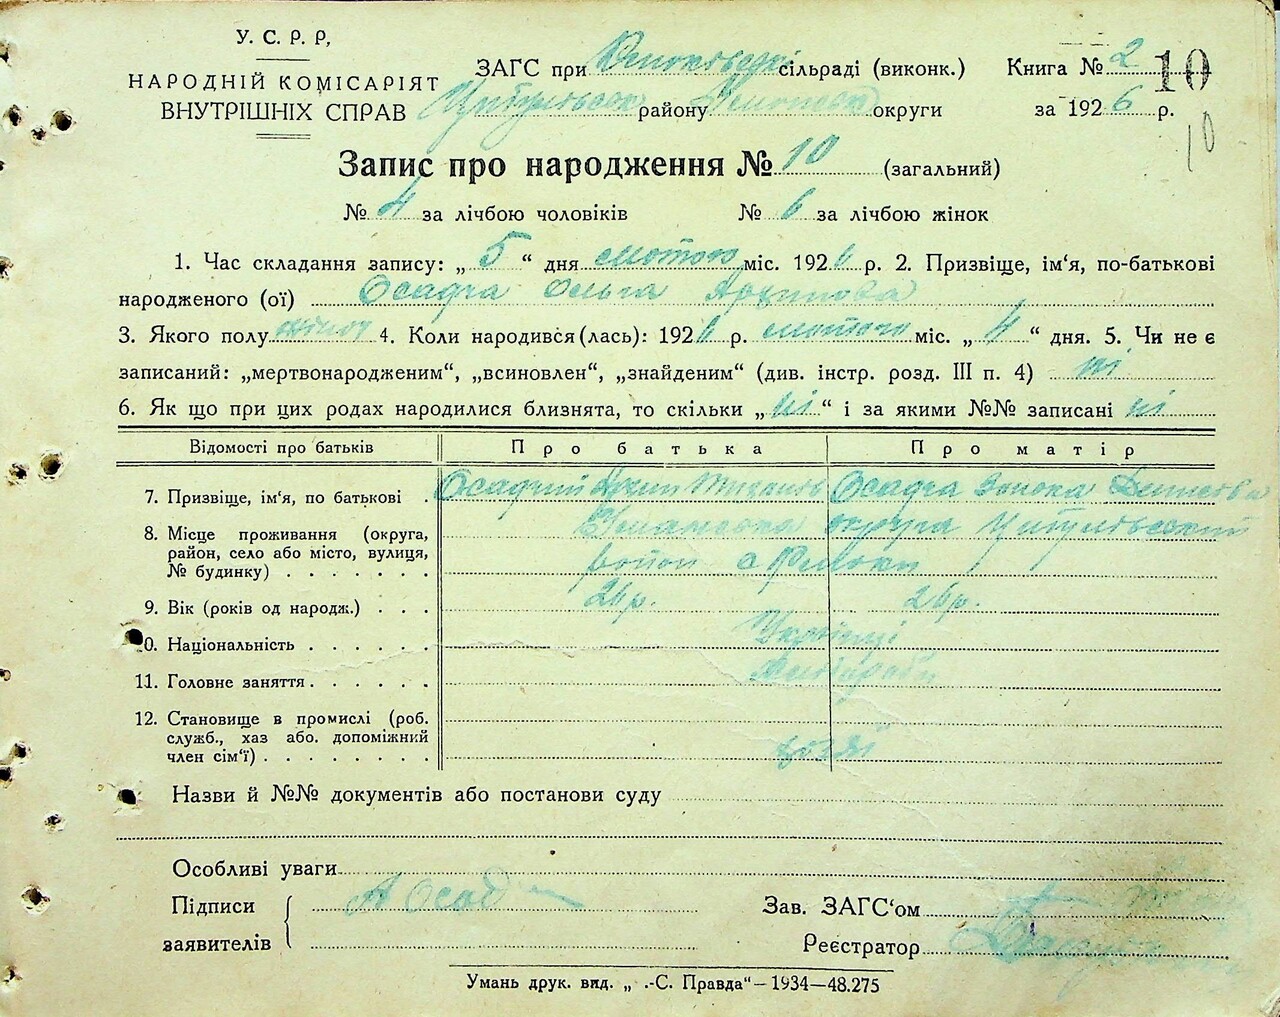 У. С. Р. Р,
НАРОДНІЙ КОМІСАРІЯТ
ВНУТРІШНІХ СПРАВ
ЗАГС при сільраді (виконк.)
району округи
Книга № 2
за 1926 р.
10
10
Запис про народження № 10 (загальний)
№ 4 за лічбою чоловіків № 6 за лічбою жінок
1. Час складання запису: „ 5 “ дня лютого міс. 1926 р. 2. Призвіще, ім‘я, по-батькові
народженого (ої) Осадча Ольга Архипова
3. Якого полу жіноч 4. Коли народився (лась): 1926 р. лютого міс. „ 4 “ дня. 5. Чи не є
записаний: „мертвонародженим“, „всиновлен“, „знайденим“ (див. інстр. розд. III п. 4) ні
6. Як що при цих родах народилися близнята, то скільки „ ні “ і за якими №№ записані ні
Відомості про батьків Про батька Про матір
7. Призвіще, ім‘я, по батькові . Осадчий Архип Осадча
8. Місце проживання (округа,
район, село або місто, вулиця,
№ будинку) . . . . . . .
Уманська округа
район с
9. Вік (років од народж.) . . . 26 р. 26 р.
0. Національність . . . . . . Українці
11. Головне заняття . . . . . .
12. Становище в промислі (роб.
служб., хаз або. допоміжний
член сім‘ї) . . . . . . . .
Назви й №№ документів або постанови суду
Особливі уваги
Підписи
заявителів
А Осад
Зав. ЗАГС‘ом
Реєстратор
Умань друк. вид. „ .-С. Правда“—1934—48.275